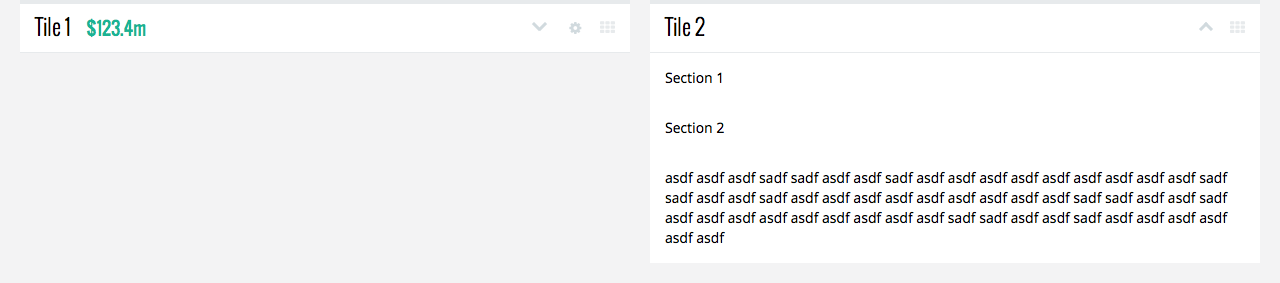 Tile 1 $123.4m
Tile 2
Section 1
Section 2
asdf asdf asdf sadf sadf asdf asdf sadf asdf asdf asdf asdf asdf asdf asdf asdf asdf sadf
sadf asdf asdf sadf asdf asdf asdf asdf asdf asdf asdf asdf asdf sadf sadf asdf asdf sadf
asdf asdf asdf asdf asdf asdf asdf asdf asdf sadf sadf asdf asdf sadf asdf asdf asdf asdf
asdf asdf